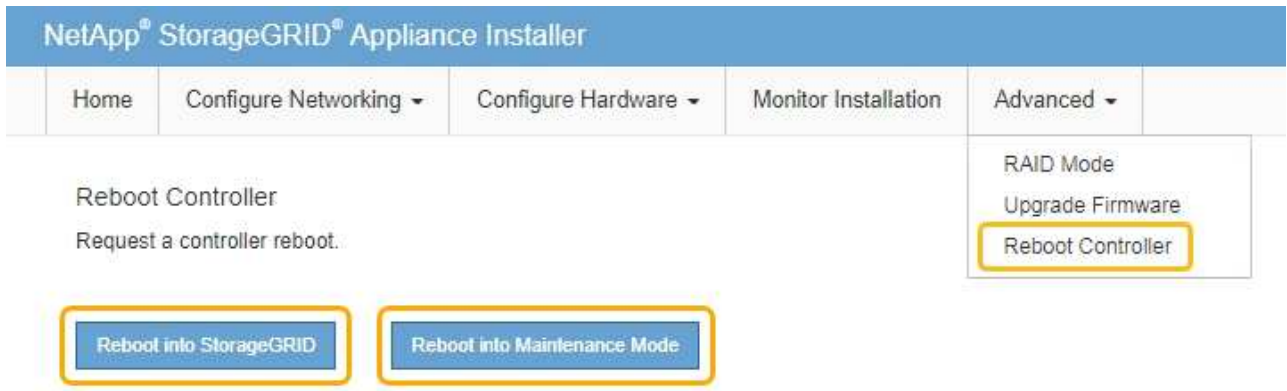 NetApp® StorageGRID® Appliance Installer
Home Configure Networking Configure Hardware Monitor Installation Advanced
RAID Mode
Upgrade Firmware
Reboot Controller
Reboot Controller
Request a controller reboot.
Reboot into StorageGRID Reboot into Maintenance Mode